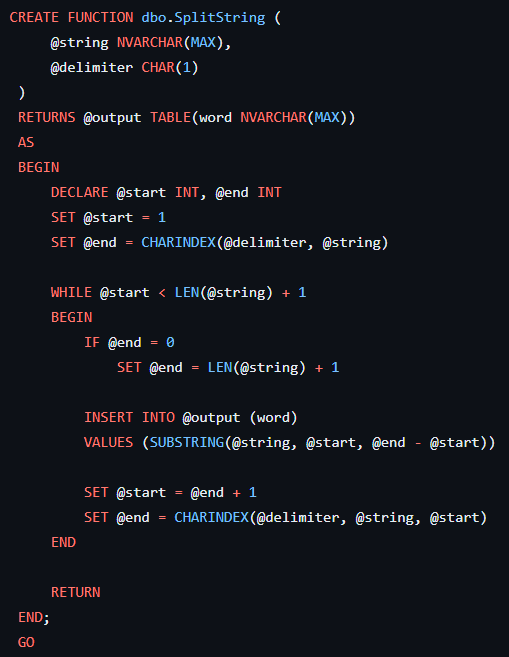 CREATE FUNCTION dbo.SplitString (
    @string NVARCHAR(MAX),
    @delimiter CHAR(1)
)
RETURNS @output TABLE(word NVARCHAR(MAX))
AS
BEGIN
    DECLARE @start INT, @end INT
    SET @start = 1
    SET @end = CHARINDEX(@delimiter, @string)

    WHILE @start < LEN(@string) + 1
    BEGIN
        IF @end = 0
            SET @end = LEN(@string) + 1

        INSERT INTO @output (word)
        VALUES (SUBSTRING(@string, @start, @end - @start))

        SET @start = @end + 1
        SET @end = CHARINDEX(@delimiter, @string, @start)
    END

    RETURN
END;
GO